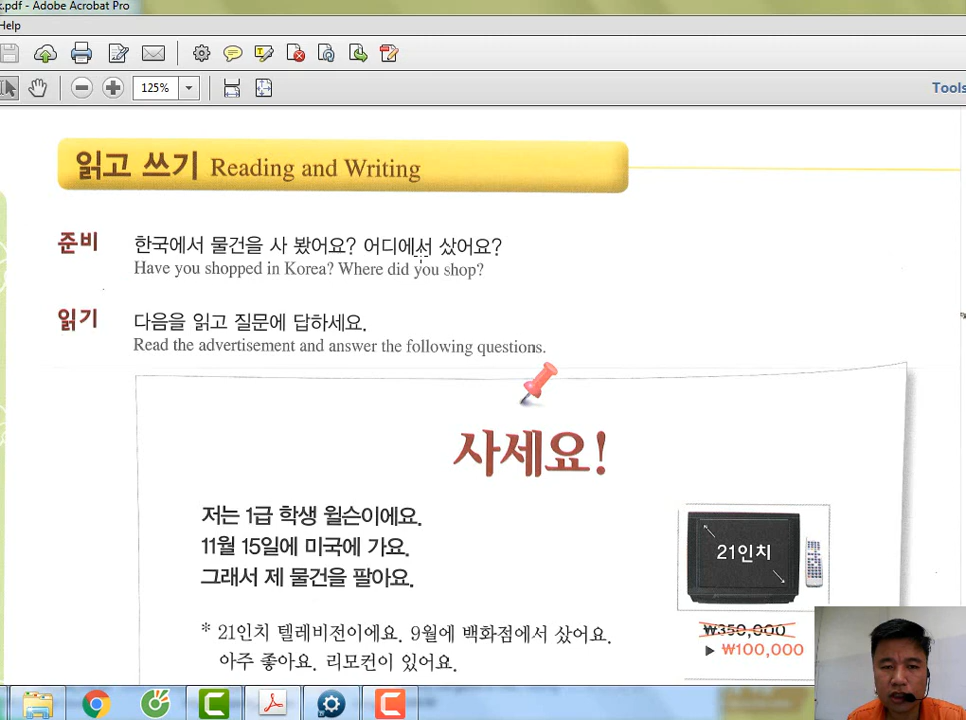 .pdf - Adobe Acrobat Pro
Help
125%
Tools
읽고 쓰기 Reading and Writing
준비 한국에서 물건을 사 봤어요? 어디에서 샀어요?
Have you shopped in Korea? Where did you shop?
읽기 다음을 읽고 질문에 답하세요.
Read the advertisement and answer the following questions.
사세요!
저는 1급 학생 윌슨이에요.
11월 15일에 미국에 가요.
그래서 제 물건을 팔아요.
21인치
* 21인치 텔레비전이에요. 9월에 백화점에서 샀어요.
아주 좋아요. 리모컨이 있어요.
₩350,000
▶ ₩100,000